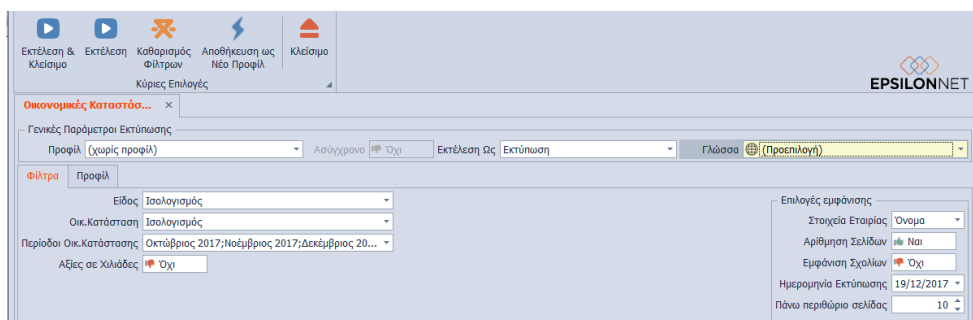 Εκτέλεση & Κλείσιμο
Εκτέλεση
Καθαρισμός Φίλτρων
Αποθήκευση ως Νέο Προφίλ
Κλείσιμο
Κύριες Επιλογές
EPSILONNET
Οικονομικές Καταστάσ... ×
Γενικές Παράμετροι Εκτύπωσης
Προφίλ (χωρίς προφίλ) Ασύγχρονο Όχι Εκτέλεση Ως Εκτύπωση Γλώσσα (Προεπιλογή)
Φίλτρα Προφίλ
Είδος Ισολογισμός
Οικ.Κατάσταση Ισολογισμός
Περίοδοι Οικ.Κατάστασης Οκτώβριος 2017;Νοέμβριος 2017;Δεκέμβριος 20...
Αξίες σε Χιλιάδες Όχι
Επιλογές εμφάνισης
Στοιχεία Εταιρίας Όνομα
Αρίθμηση Σελίδων Ναι
Εμφάνιση Σχολίων Όχι
Ημερομηνία Εκτύπωσης 19/12/2017
Πάνω περιθώριο σελίδας 10